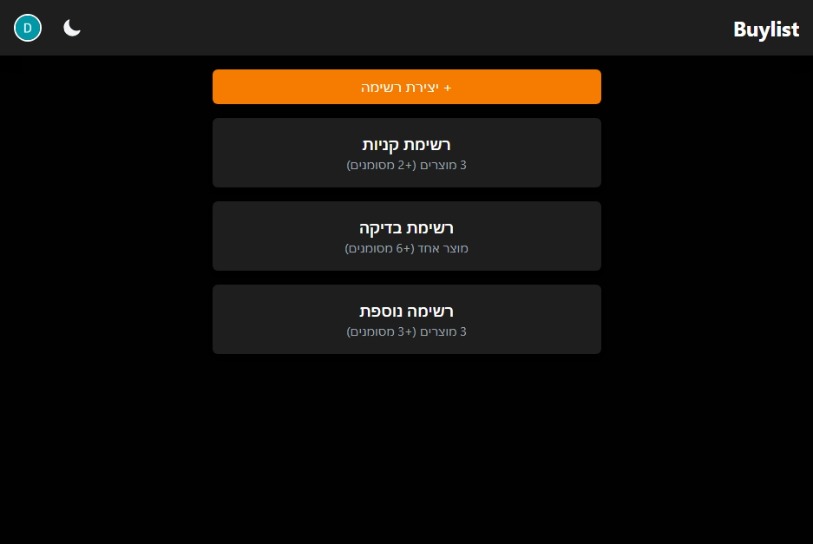 Buylist
D
+ יצירת רשימה
רשימת קניות
3 מוצרים (+2 מסומנים)
רשימת בדיקה
מוצר אחד (+6 מסומנים)
רשימה נוספת
3 מוצרים (+3 מסומנים)